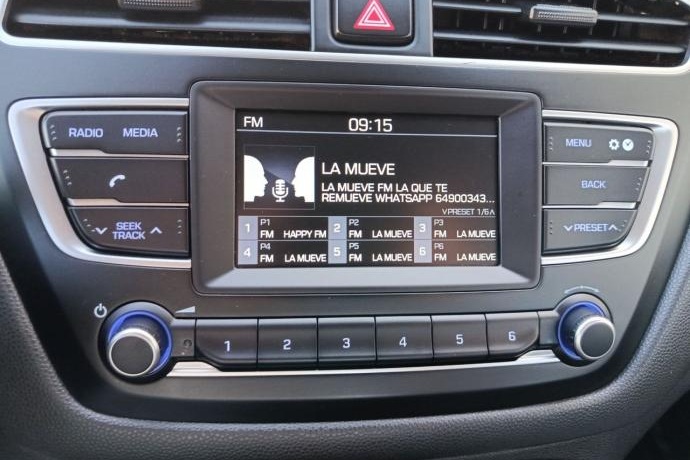 FM 09:15
RADIO MEDIA
MENU
LA MUEVE
LA MUEVE FM LA QUE TE
REMUEVE WHATSAPP 64900343...
BACK
SEEK
TRACK
PRESET 1/6
PRESET
1 P1 FM HAPPY FM 2 P2 FM LA MUEVE 3 P3 FM LA MUEVE
4 P4 FM LA MUEVE 5 P5 FM LA MUEVE 6 P6 FM LA MUEVE
1 2 3 4 5 6